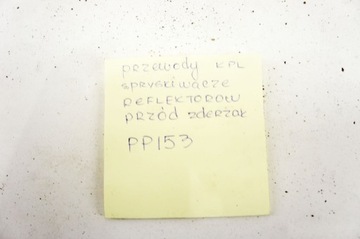 przewody KPL
spryskiwacze
REFLEKTORÓW
PRZÓD zderzak
PP153